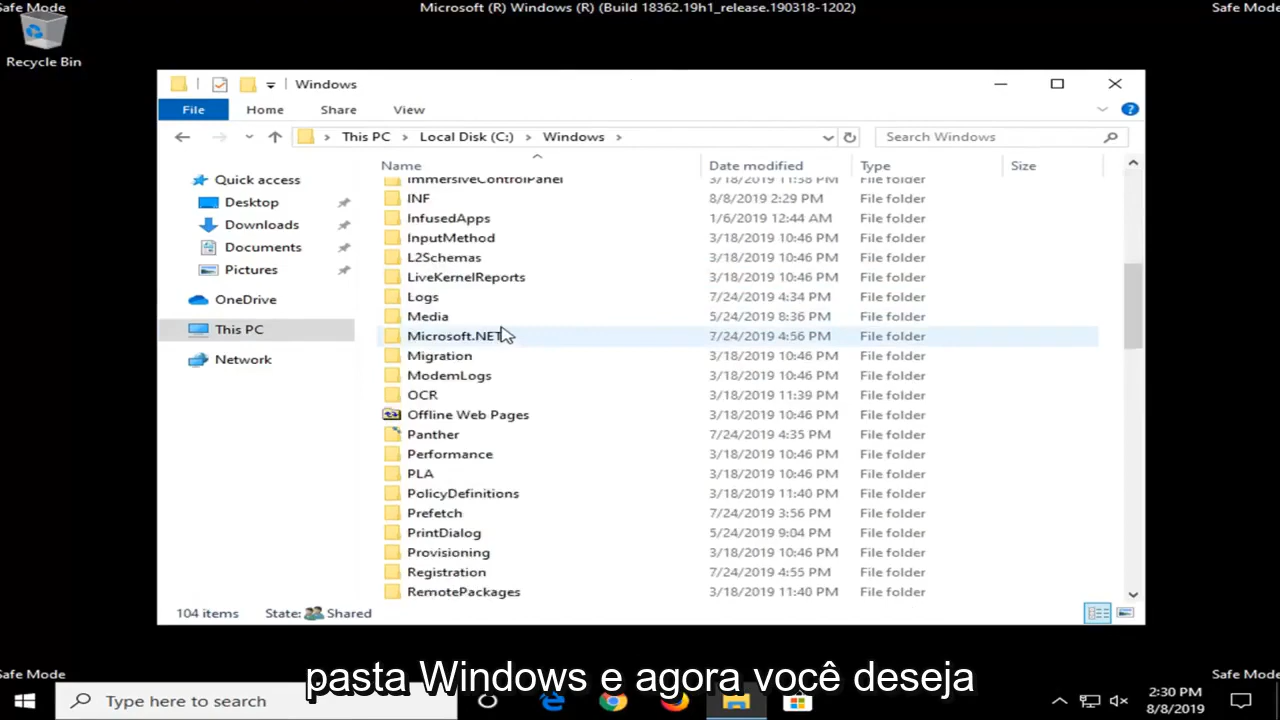 Safe Mode
Microsoft (R) Windows (R) (Build 18362.19h1_release.190318-1202)
Safe Mode
Recycle Bin
Windows
File Home Share View
This PC > Local Disk (C:) > Windows >
Search Windows
Name Date modified Type Size
Quick access
Desktop
Downloads
Documents
Pictures
OneDrive
This PC
Network
ImmersiveControlPanel 3/18/2019 11:38 PM File folder
INF 8/8/2019 2:29 PM File folder
InfusedApps 1/6/2019 12:44 AM File folder
InputMethod 3/18/2019 10:46 PM File folder
L2Schemas 3/18/2019 10:46 PM File folder
LiveKernelReports 3/18/2019 10:46 PM File folder
Logs 7/24/2019 4:34 PM File folder
Media 5/24/2019 8:36 PM File folder
Microsoft.NET 7/24/2019 4:56 PM File folder
Migration 3/18/2019 10:46 PM File folder
ModemLogs 3/18/2019 10:46 PM File folder
OCR 3/18/2019 11:39 PM File folder
Offline Web Pages 3/18/2019 10:46 PM File folder
Panther 7/24/2019 4:35 PM File folder
Performance 3/18/2019 10:46 PM File folder
PLA 3/18/2019 10:46 PM File folder
PolicyDefinitions 3/18/2019 11:40 PM File folder
Prefetch 7/24/2019 3:56 PM File folder
PrintDialog 5/24/2019 9:04 PM File folder
Provisioning 3/18/2019 10:46 PM File folder
Registration 7/24/2019 4:55 PM File folder
RemotePackages 3/18/2019 11:40 PM File folder
104 items State: Shared
pasta Windows e agora você deseja
Safe Mode
Safe Mode
Type here to search
2:30 PM
8/8/2019